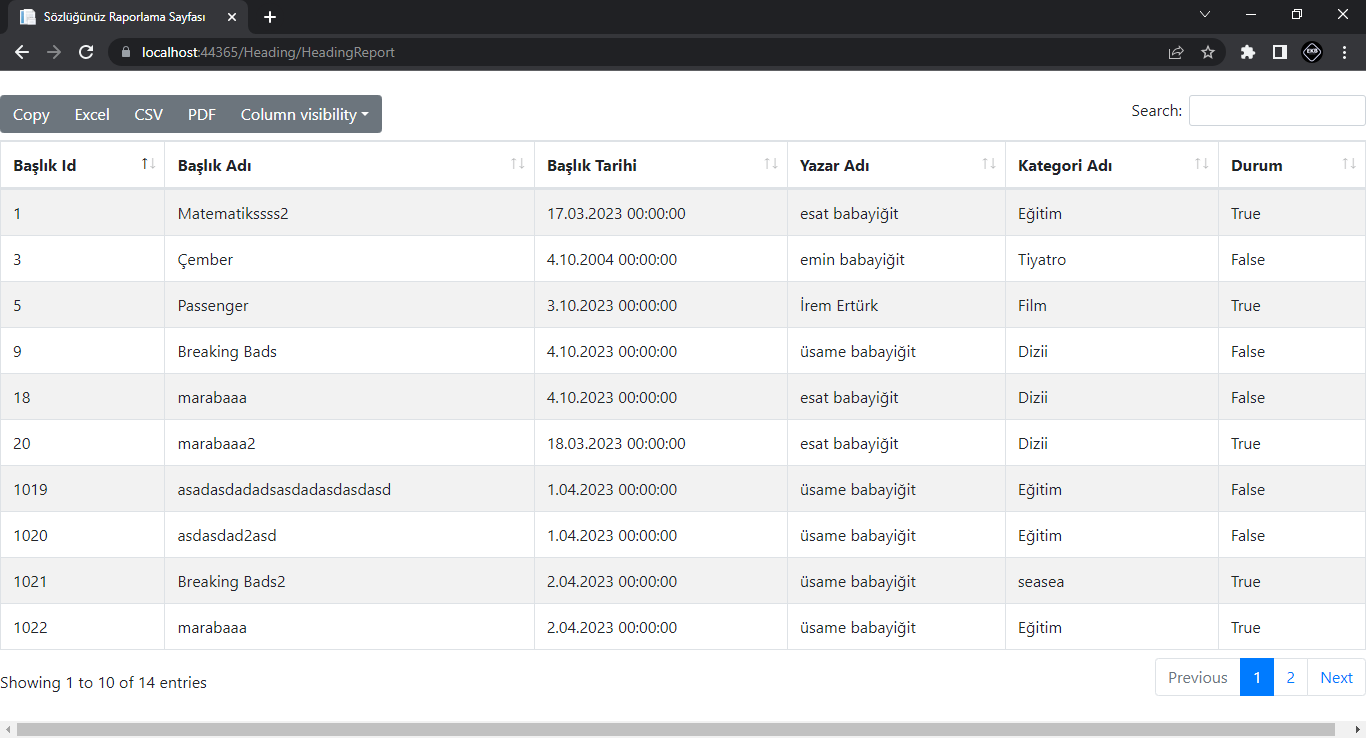 Sözlüğünüz Raporlama Sayfası
localhost:44365/Heading/HeadingReport
EKB
Copy Excel CSV PDF Column visibility Search:
Başlık Id Başlık Adı Başlık Tarihi Yazar Adı Kategori Adı Durum
1 Matematikssss2 17.03.2023 00:00:00 esat babayiğit Eğitim True
3 Çember 4.10.2004 00:00:00 emin babayiğit Tiyatro False
5 Passenger 3.10.2023 00:00:00 İrem Ertürk Film True
9 Breaking Bads 4.10.2023 00:00:00 üsame babayiğit Dizii False
18 marabaaa 4.10.2023 00:00:00 esat babayiğit Dizii False
20 marabaaa2 18.03.2023 00:00:00 esat babayiğit Dizii True
1019 asadasdadadsasdadasdasdasd 1.04.2023 00:00:00 üsame babayiğit Eğitim False
1020 asdasdad2asd 1.04.2023 00:00:00 üsame babayiğit Eğitim False
1021 Breaking Bads2 2.04.2023 00:00:00 üsame babayiğit seasea True
1022 marabaaa 2.04.2023 00:00:00 üsame babayiğit Eğitim True
Showing 1 to 10 of 14 entries Previous 1 2 Next